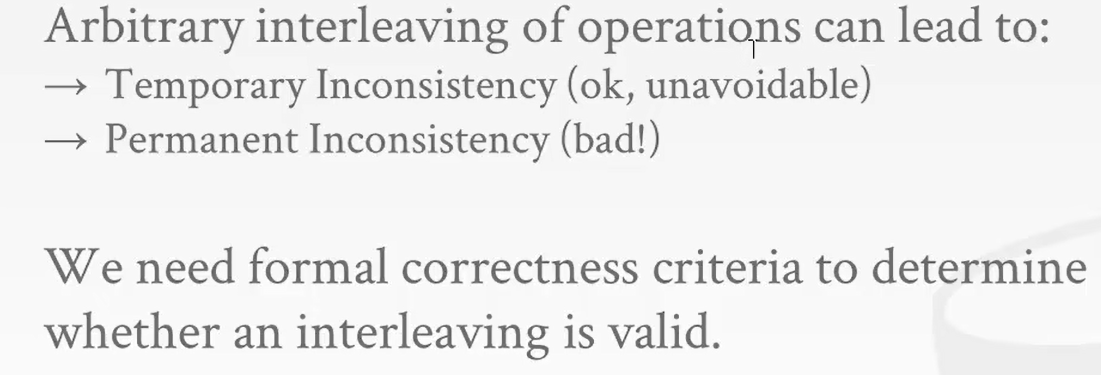 Arbitrary interleaving of operations can lead to:
→ Temporary Inconsistency (ok, unavoidable)
→ Permanent Inconsistency (bad!)
We need formal correctness criteria to determine
whether an interleaving is valid.